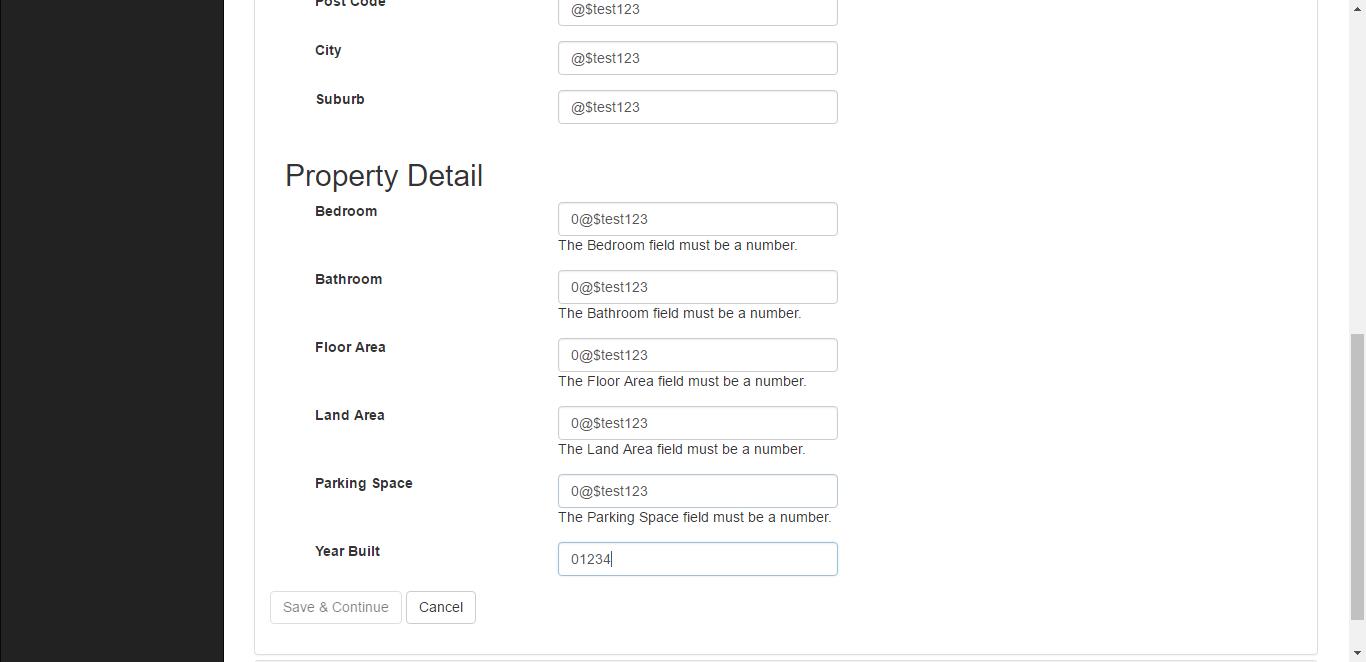 Post Code
@$test123
City
@$test123
Suburb
@$test123
Property Detail
Bedroom
0@$test123
The Bedroom field must be a number.
Bathroom
0@$test123
The Bathroom field must be a number.
Floor Area
0@$test123
The Floor Area field must be a number.
Land Area
0@$test123
The Land Area field must be a number.
Parking Space
0@$test123
The Parking Space field must be a number.
Year Built
01234
Save & Continue
Cancel